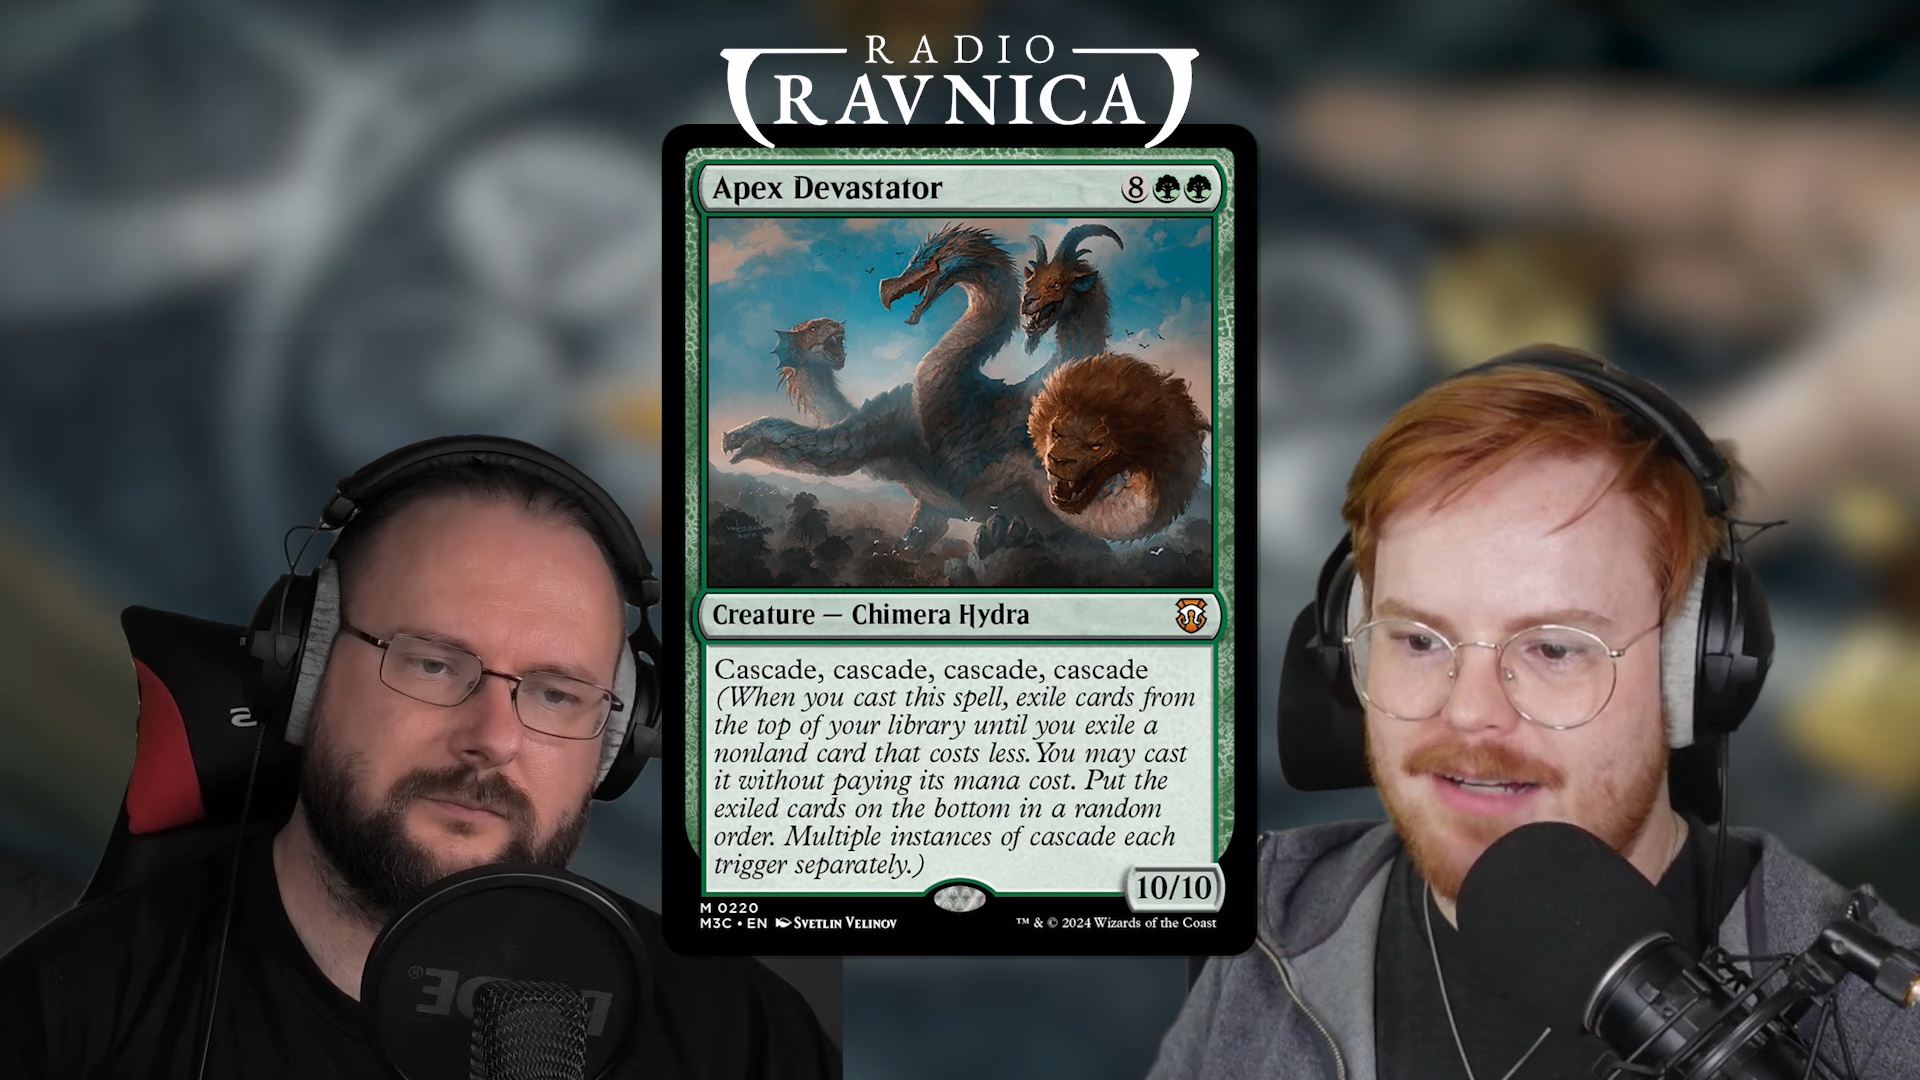 RADIO
RAVNICA
Apex Devastator 8
Creature — Chimera Hydra
Cascade, cascade, cascade, cascade
(When you cast this spell, exile cards from
the top of your library until you exile a
nonland card that costs less. You may cast
it without paying its mana cost. Put the
exiled cards on the bottom in a random
order. Multiple instances of cascade each
trigger separately.)
10/10
M 0220
M3C • EN SVETLIN VELINOV
™ & © 2024 Wizards of the Coast